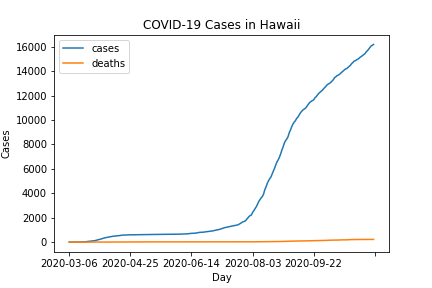 COVID-19 Cases in Hawaii
cases
deaths
16000
14000
12000
10000
8000
6000
4000
2000
0
Cases
2020-03-06 2020-04-25 2020-06-14 2020-08-03 2020-09-22
Day